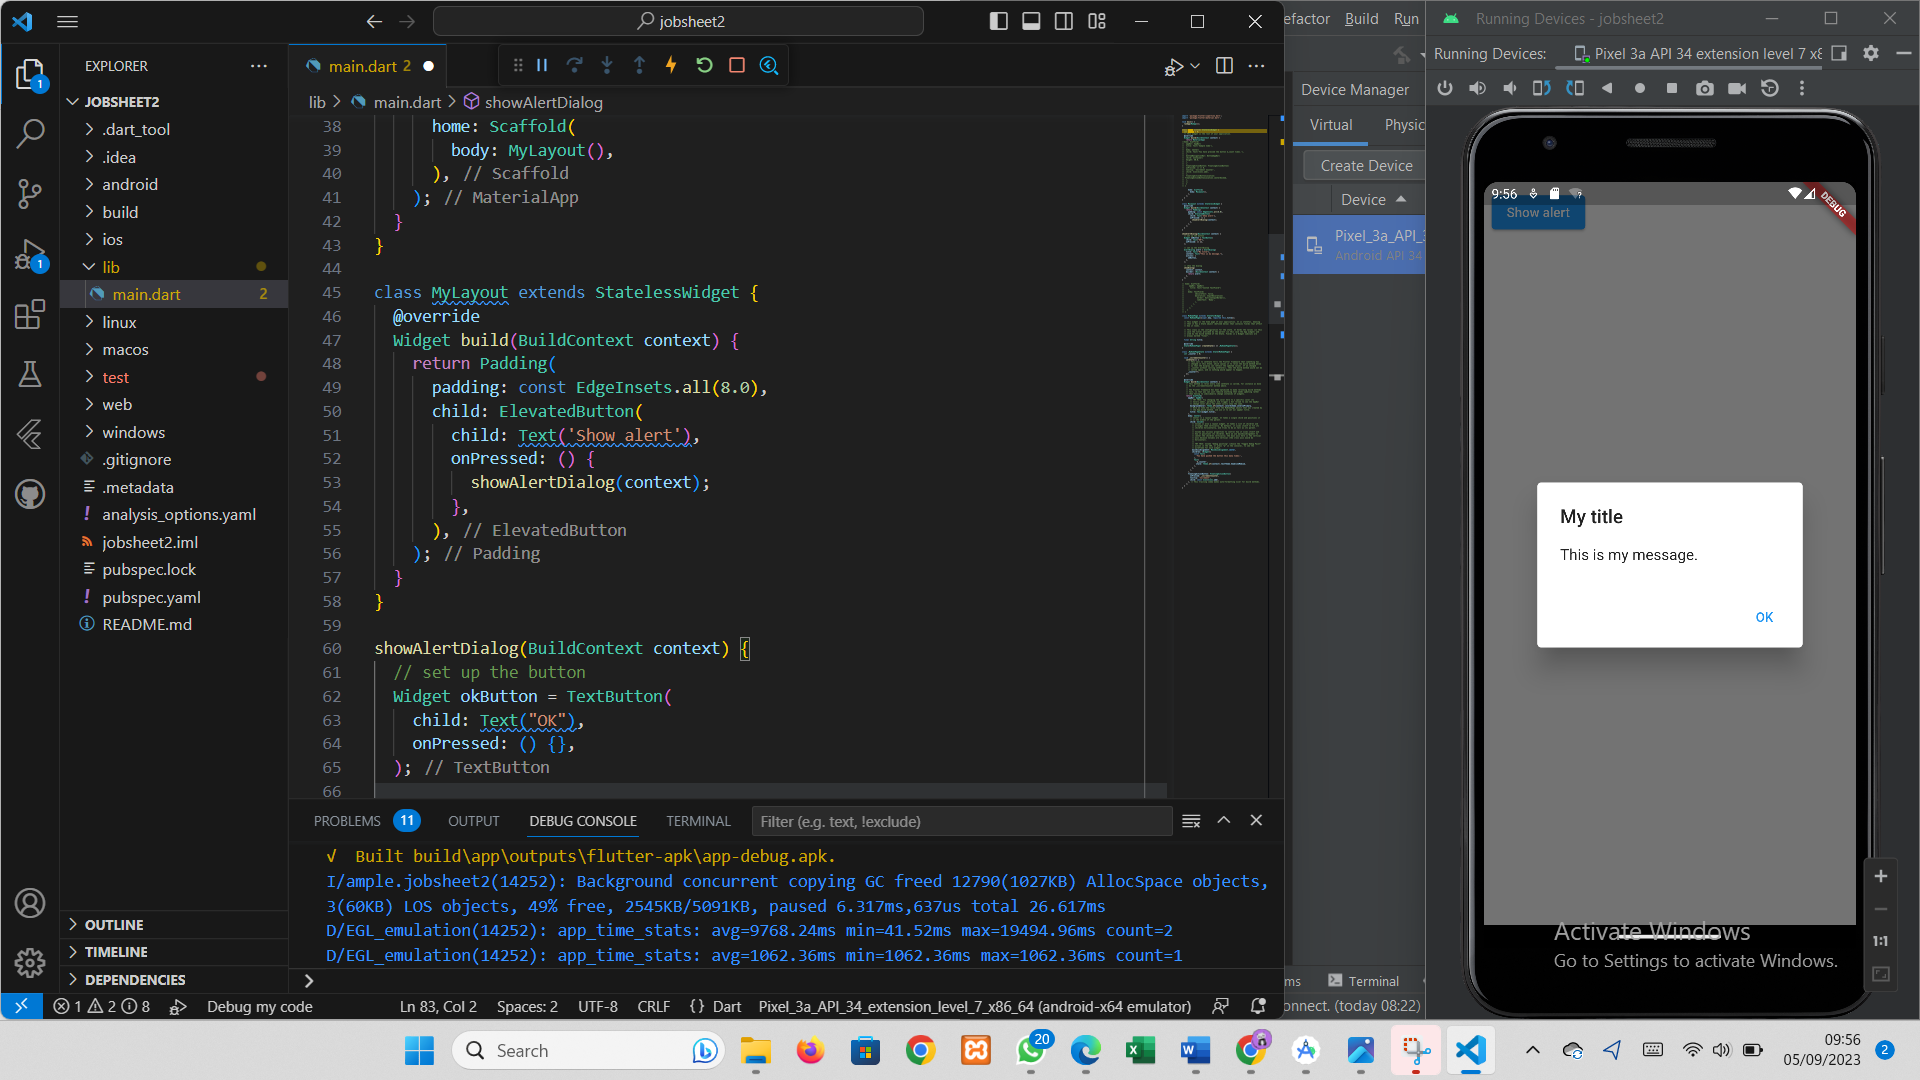 jobsheet2
EXPLORER
JOBSHEET2
.dart_tool
.idea
android
build
ios
lib
main.dart 2
linux
macos
test
web
windows
.gitignore
.metadata
analysis_options.yaml
jobsheet2.iml
pubspec.lock
pubspec.yaml
README.md
OUTLINE
TIMELINE
DEPENDENCIES
main.dart 2
lib > main.dart > showAlertDialog
38 home: Scaffold(
39 body: MyLayout(),
40 ), // Scaffold
41 ); // MaterialApp
42 }
43 }
44
45 class MyLayout extends StatelessWidget {
46 @override
47 Widget build(BuildContext context) {
48 return Padding(
49 padding: const EdgeInsets.all(8.0),
50 child: ElevatedButton(
51 child: Text('Show alert'),
52 onPressed: () {
53 showAlertDialog(context);
54 },
55 ), // ElevatedButton
56 ); // Padding
57 }
58 }
59
60 showAlertDialog(BuildContext context) {
61 // set up the button
62 Widget okButton = TextButton(
63 child: Text("OK"),
64 onPressed: () {},
65 ); // TextButton
66
PROBLEMS 11 OUTPUT DEBUG CONSOLE TERMINAL Filter (e.g. text, !exclude)
√ Built build\app\outputs\flutter-apk\app-debug.apk.
I/ample.jobsheet2(14252): Background concurrent copying GC freed 12790(1027KB) AllocSpace objects,
3(60KB) LOS objects, 49% free, 2545KB/5091KB, paused 6.317ms,637us total 26.617ms
D/EGL_emulation(14252): app_time_stats: avg=9768.24ms min=41.52ms max=19494.96ms count=2
D/EGL_emulation(14252): app_time_stats: avg=1062.36ms min=1062.36ms max=1062.36ms count=1
1 2 8 Debug my code Ln 83, Col 2 Spaces: 2 UTF-8 CRLF {} Dart Pixel_3a_API_34_extension_level_7_x86_64 (android-x64 emulator)
efactor Build Run
Device Manager
Virtual Physic
Create Device
Device
Pixel_3a_API_3
Android API 34
ms Terminal
onnect. (today 08:22)
Running Devices - jobsheet2
Running Devices: Pixel 3a API 34 extension level 7 x8
9:56
DEBUG
Show alert
My title
This is my message.
OK
Activate Windows
Go to Settings to activate Windows.
1:1
Search
20
09:56
05/09/2023
2